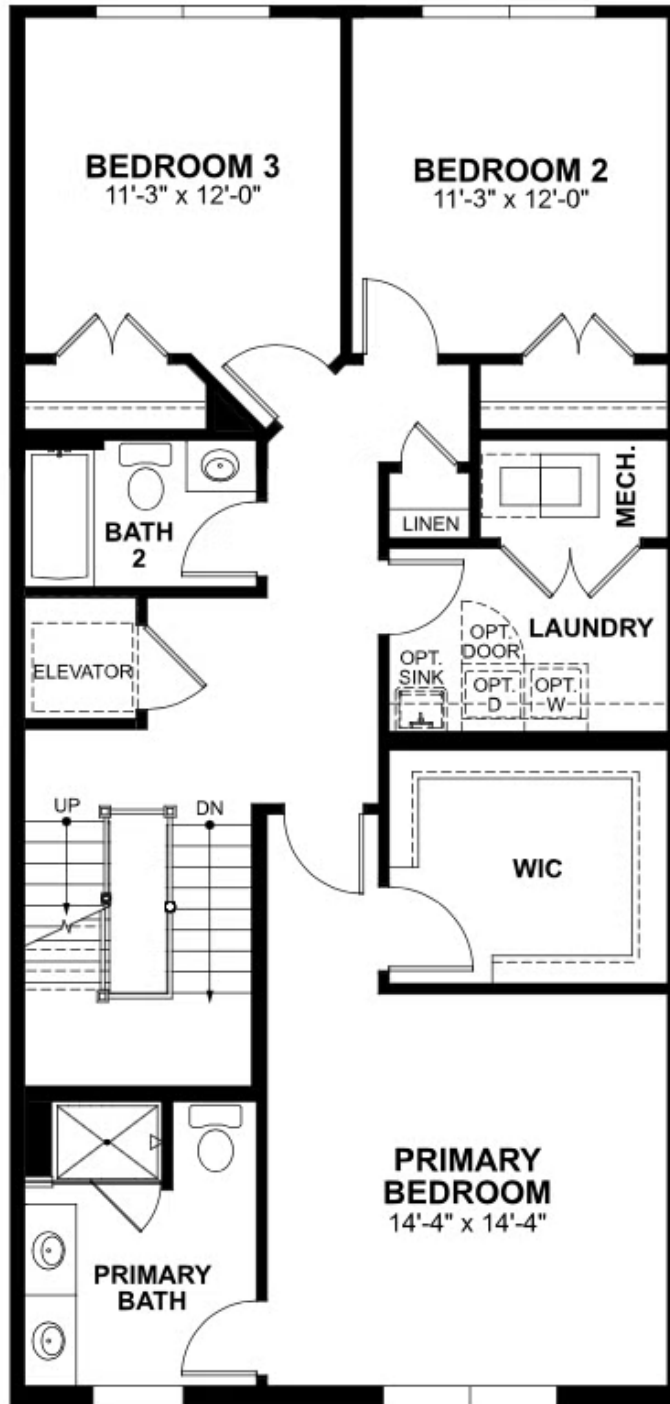 BEDROOM 3
11'-3" x 12'-0"
BEDROOM 2
11'-3" x 12'-0"
BATH
2
LINEN
MECH.
LAUNDRY
OPT.
DOOR
OPT.
SINK
OPT.
D
OPT.
W
ELEVATOR
UP
DN
WIC
PRIMARY
BEDROOM
14'-4" x 14'-4"
PRIMARY
BATH